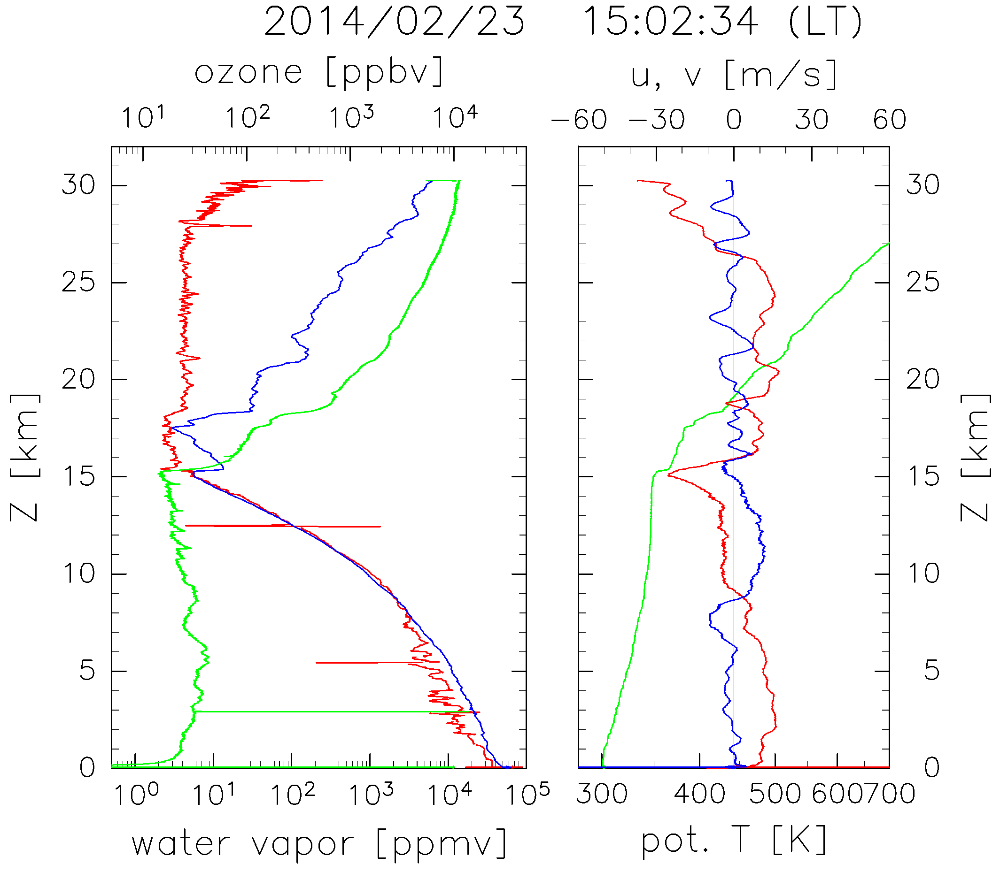 2014/02/23 15:02:34 (LT)
ozone [ppbv]
u, v [m/s]
10¹ 10² 10³ 10⁴
-60 -30 0 30 60
30 30
25 25
20 20
Z [km] Z [km]
15 15
10 10
5 5
0 0
10⁰ 10¹ 10² 10³ 10⁴ 10⁵
300 400 500 600 700
water vapor [ppmv]
pot. T [K]